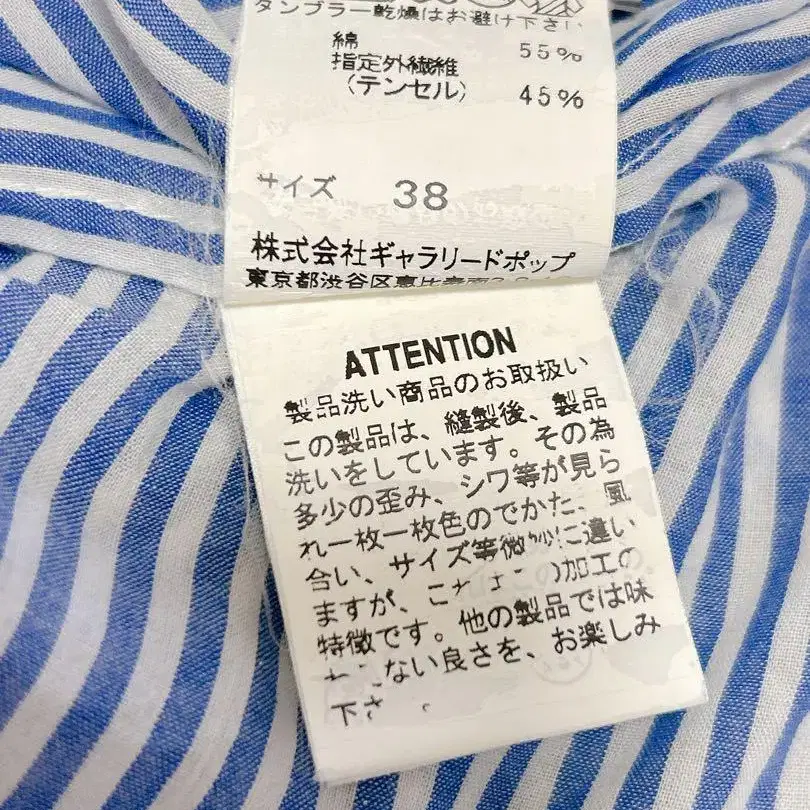 タンブラー乾燥はお避け下さい
綿 55%
指定外繊維
(テンセル) 45%
サイズ 38
株式会社ギャラリードポップ
東京都渋谷区恵比寿南
ATTENTION
製品洗い商品のお取扱い
この製品は、縫製後、製品
洗いをしています。その為
多少の歪み、シワ等が見ら
れ一枚一枚色のでかた、風
合い、サイズ等微妙に違い
ますが、 加工の
特徴です。他の製品では味
ない良さを、お楽しみ
下さ